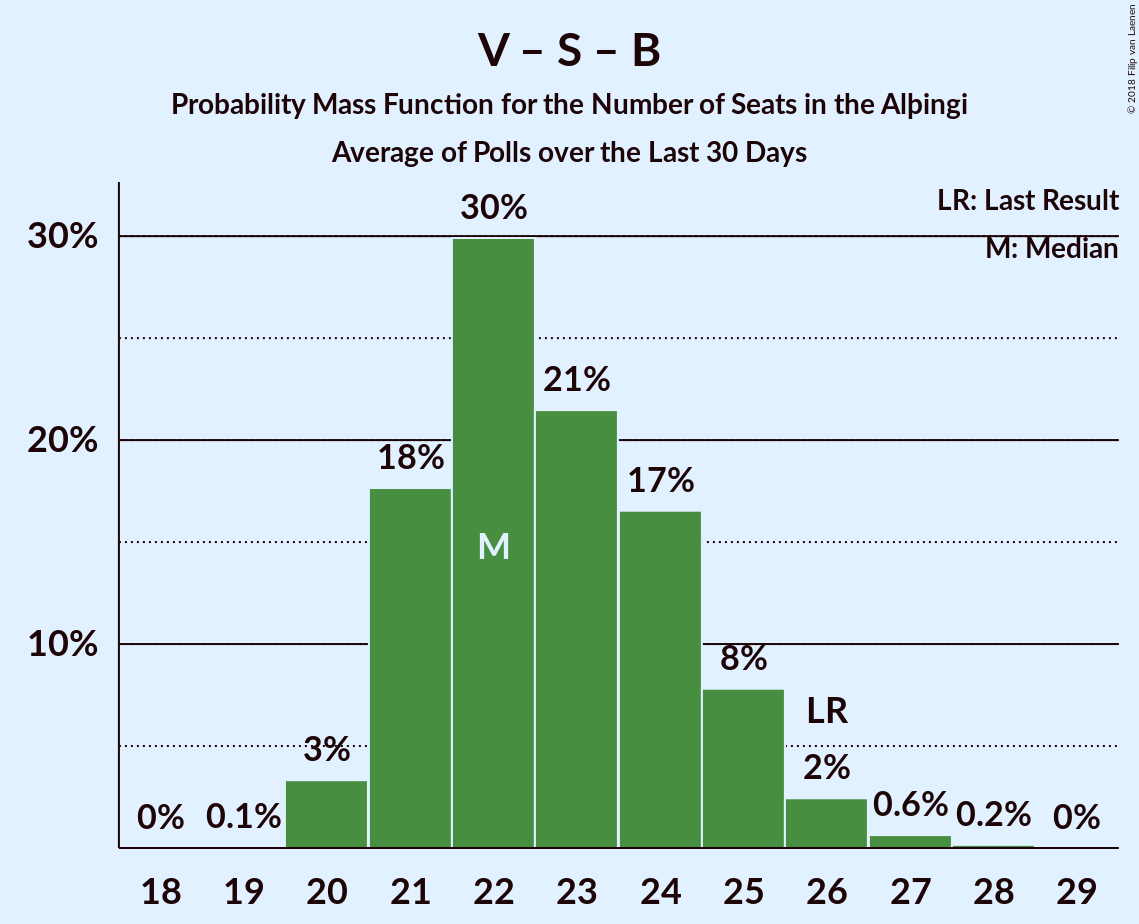 V – S – B
Probability Mass Function for the Number of Seats in the Alþingi
Average of Polls over the Last 30 Days
© 2018 Filip van Laenen
LR: Last Result
M: Median
30%
20%
10%
0%
0.1%
3%
18%
30%
M
21%
17%
8%
LR
2%
0.6%
0.2%
0%
18 19 20 21 22 23 24 25 26 27 28 29